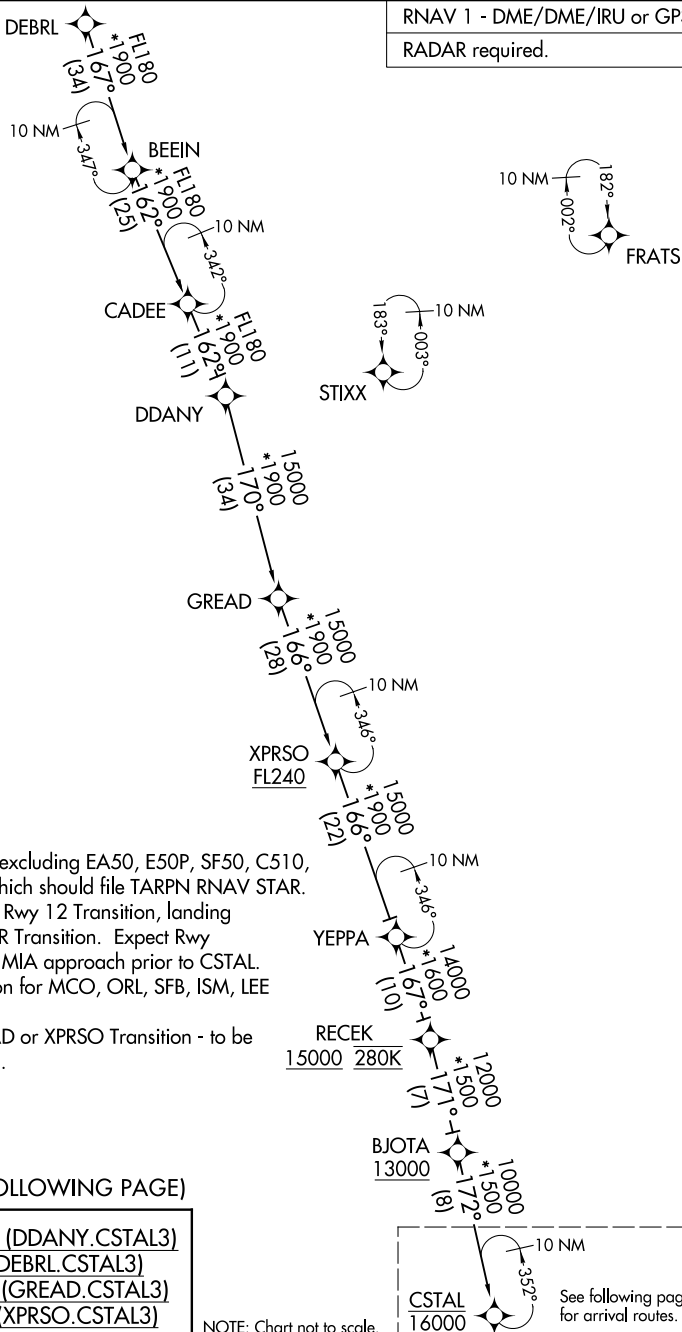 RNAV 1 - DME/DME/IRU or GP
RADAR required.
DEBRL
FL180
*1900
167°
(34)
10 NM
347°
BEEIN
FL180
*1900
162°
(25)
10 NM
342°
10 NM
182°
002°
FRATS
CADEE
FL180
*1900
162°
(11)
183°
10 NM
003°
STIXX
DDANY
15000
*1900
170°
(34)
GREAD
15000
*1900
166°
(28)
10 NM
346°
XPRSO
FL240
15000
*1900
166°
(22)
10 NM
346°
excluding EA50, E50P, SF50, C510,
hich should file TARPN RNAV STAR.
Rwy 12 Transition, landing
R Transition. Expect Rwy
MIA approach prior to CSTAL.
on for MCO, ORL, SFB, ISM, LEE
AD or XPRSO Transition - to be
.
YEPPA
14000
*1600
167°
(10)
RECEK
15000 280K
12000
*1500
171°
(7)
BJOTA
13000
10000
*1500
172°
(8)
OLLOWING PAGE)
(DDANY.CSTAL3)
DEBRL.CSTAL3)
(GREAD.CSTAL3)
(XPRSO.CSTAL3)
NOTE: Chart not to scale.
10 NM
352°
CSTAL
16000
See following pag
for arrival routes.